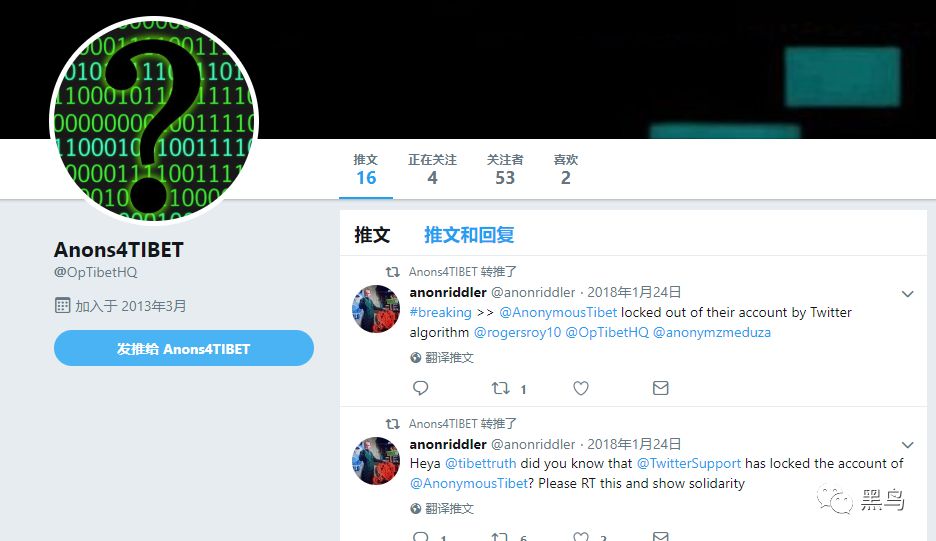 推文 正在关注 关注者 喜欢
16 4 53 2
Anons4TIBET
@OpTibetHQ
加入于 2013年3月
发推给 Anons4TIBET
推文 推文和回复
Anons4TIBET 转推了
anonriddler @anonriddler · 2018年1月24日
#breaking >> @AnonymousTibet locked out of their account by Twitter
algorithm @rogersroy10 @OpTibetHQ @anonymzmeduza
翻译推文
1
Anons4TIBET 转推了
anonriddler @anonriddler · 2018年1月24日
Heya @tibettruth did you know that @TwitterSupport has locked the account of
@AnonymousTibet? Please RT this and show solidarity
翻译推文
1 6 2
黑鸟